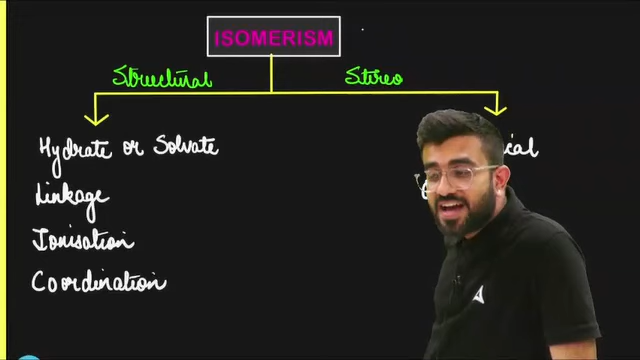 ISOMERISM
Structural
Stereo
Hydrate or Solvate
Linkage
Ionisation
Coordination